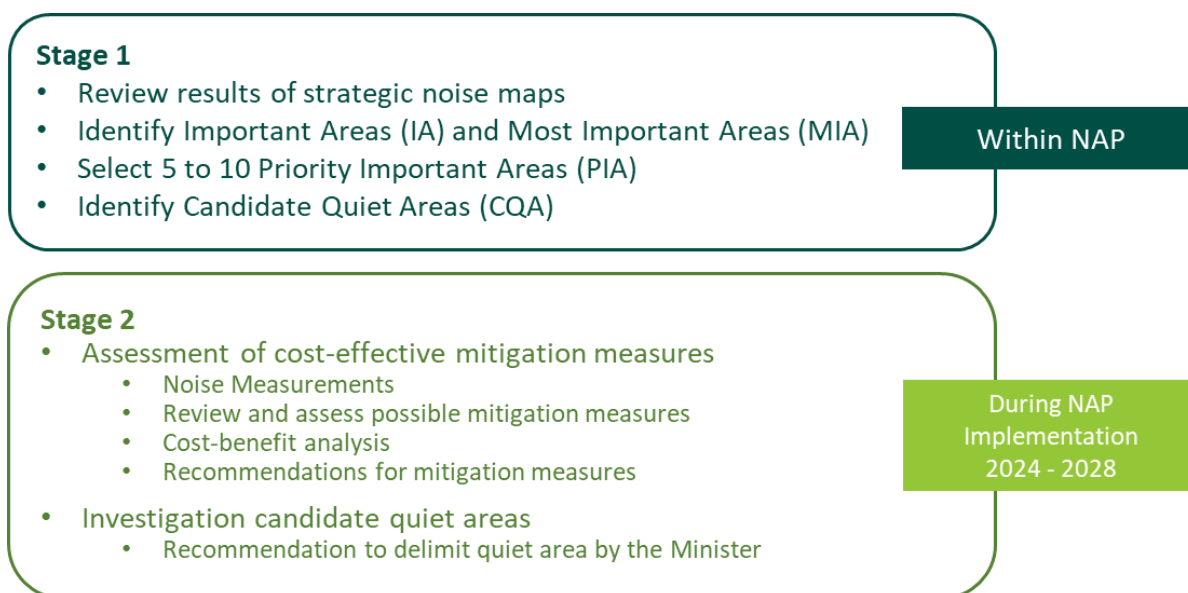 Stage 1
• Review results of strategic noise maps
• Identify Important Areas (IA) and Most Important Areas (MIA)
• Select 5 to 10 Priority Important Areas (PIA)
• Identify Candidate Quiet Areas (CQA)
Within NAP
Stage 2
• Assessment of cost-effective mitigation measures
• Noise Measurements
• Review and assess possible mitigation measures
• Cost-benefit analysis
• Recommendations for mitigation measures
• Investigation candidate quiet areas
• Recommendation to delimit quiet area by the Minister
During NAP
Implementation
2024 - 2028